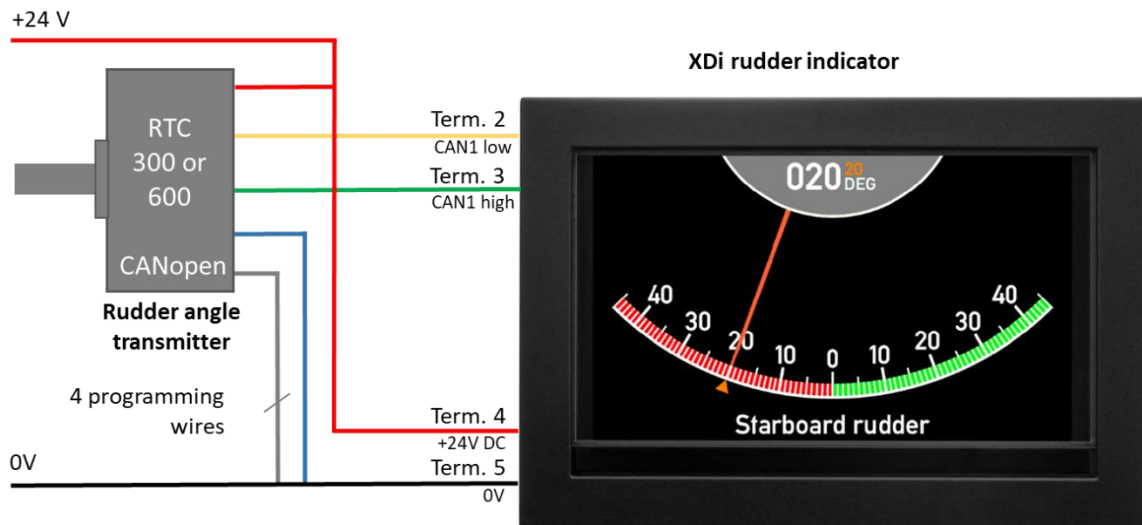 +24 V
XDi rudder indicator
RTC
300 or
600
CANopen
Rudder angle
transmitter
4 programming
wires
0V
Term. 2
CAN1 low
Term. 3
CAN1 high
Term. 4
+24V DC
Term. 5
0V
020 20 DEG
40 30 20 10 0 10 20 30 40
Starboard rudder